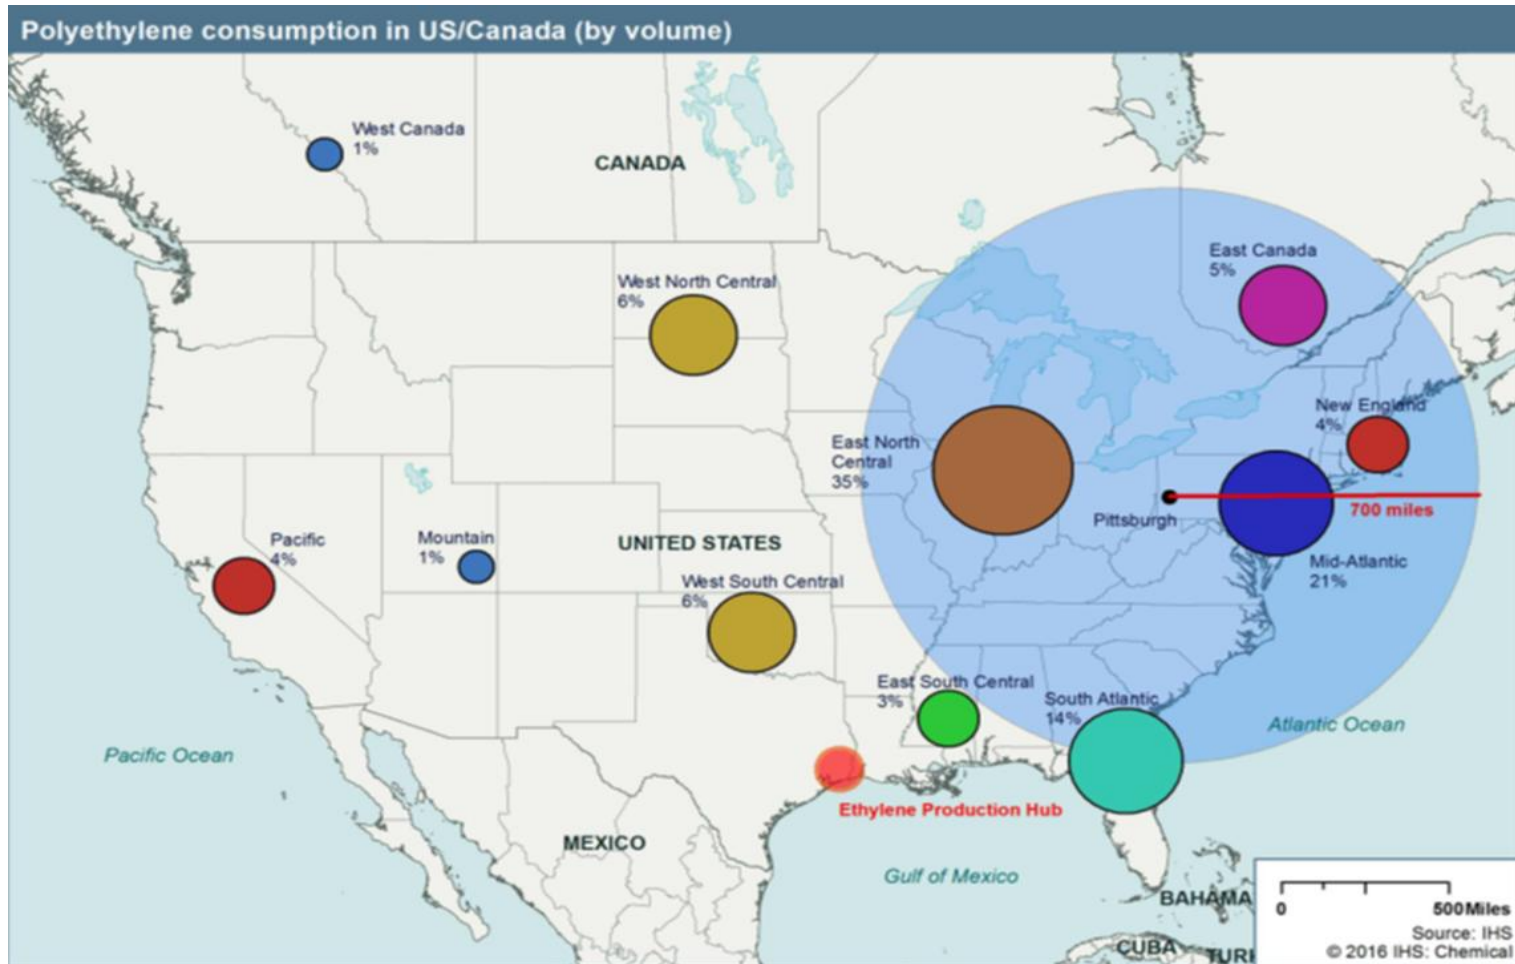 Polyethylene consumption in US/Canada (by volume)
West Canada
1%
CANADA
East Canada
5%
West North Central
6%
New England
4%
East North
Central
35%
700 miles
Pittsburgh
Pacific
4%
Mountain
1%
UNITED STATES
Mid-Atlantic
21%
West South Central
6%
East South Central
3%
South Atlantic
14%
Atlantic Ocean
Pacific Ocean
Ethylene Production Hub
MEXICO
Gulf of Mexico
BAHAMA
0 500 Miles
Source: IHS
© 2016 IHS: Chemical
CUBA
TURI